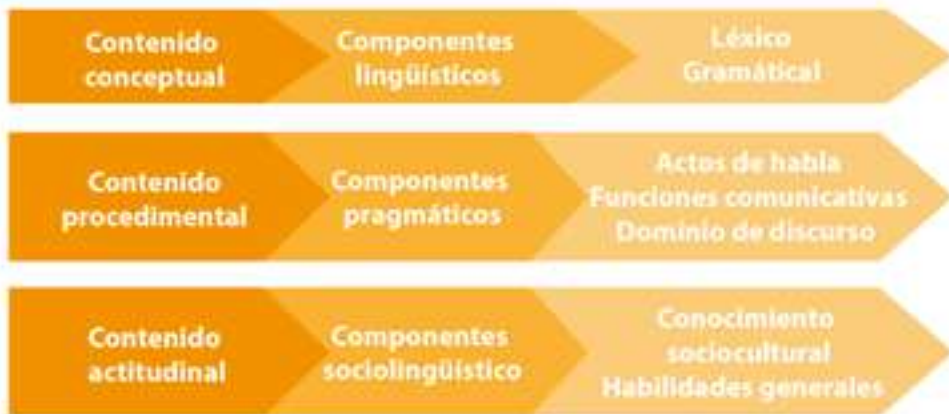 Contenido
conceptual
Componentes
lingüísticos
Léxico
Gramátical
Contenido
procedimental
Componentes
pragmáticos
Actos de habla
Funciones comunicativas
Dominio de discurso
Contenido
actitudinal
Componentes
sociolingüístico
Conocimiento
sociocultural
Habilidades generales